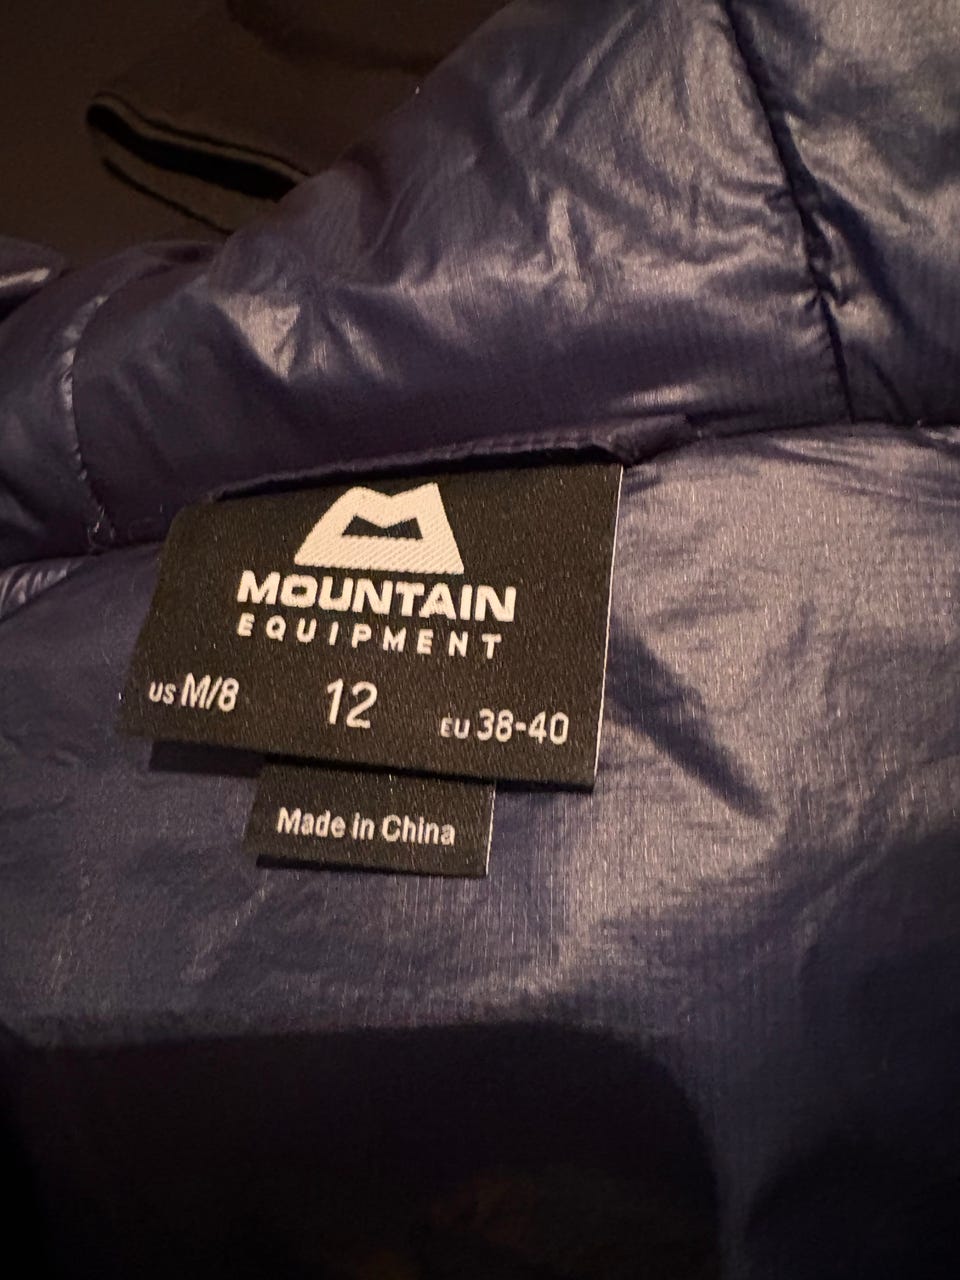 MOUNTAIN
EQUIPMENT
US M/8 12 EU 38-40
Made in China